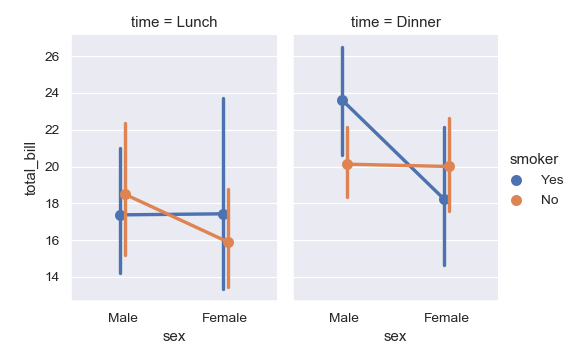 time = Lunch
time = Dinner
total_bill
26
24
22
20
18
16
14
Male
Female
sex
Male
Female
sex
smoker
Yes
No